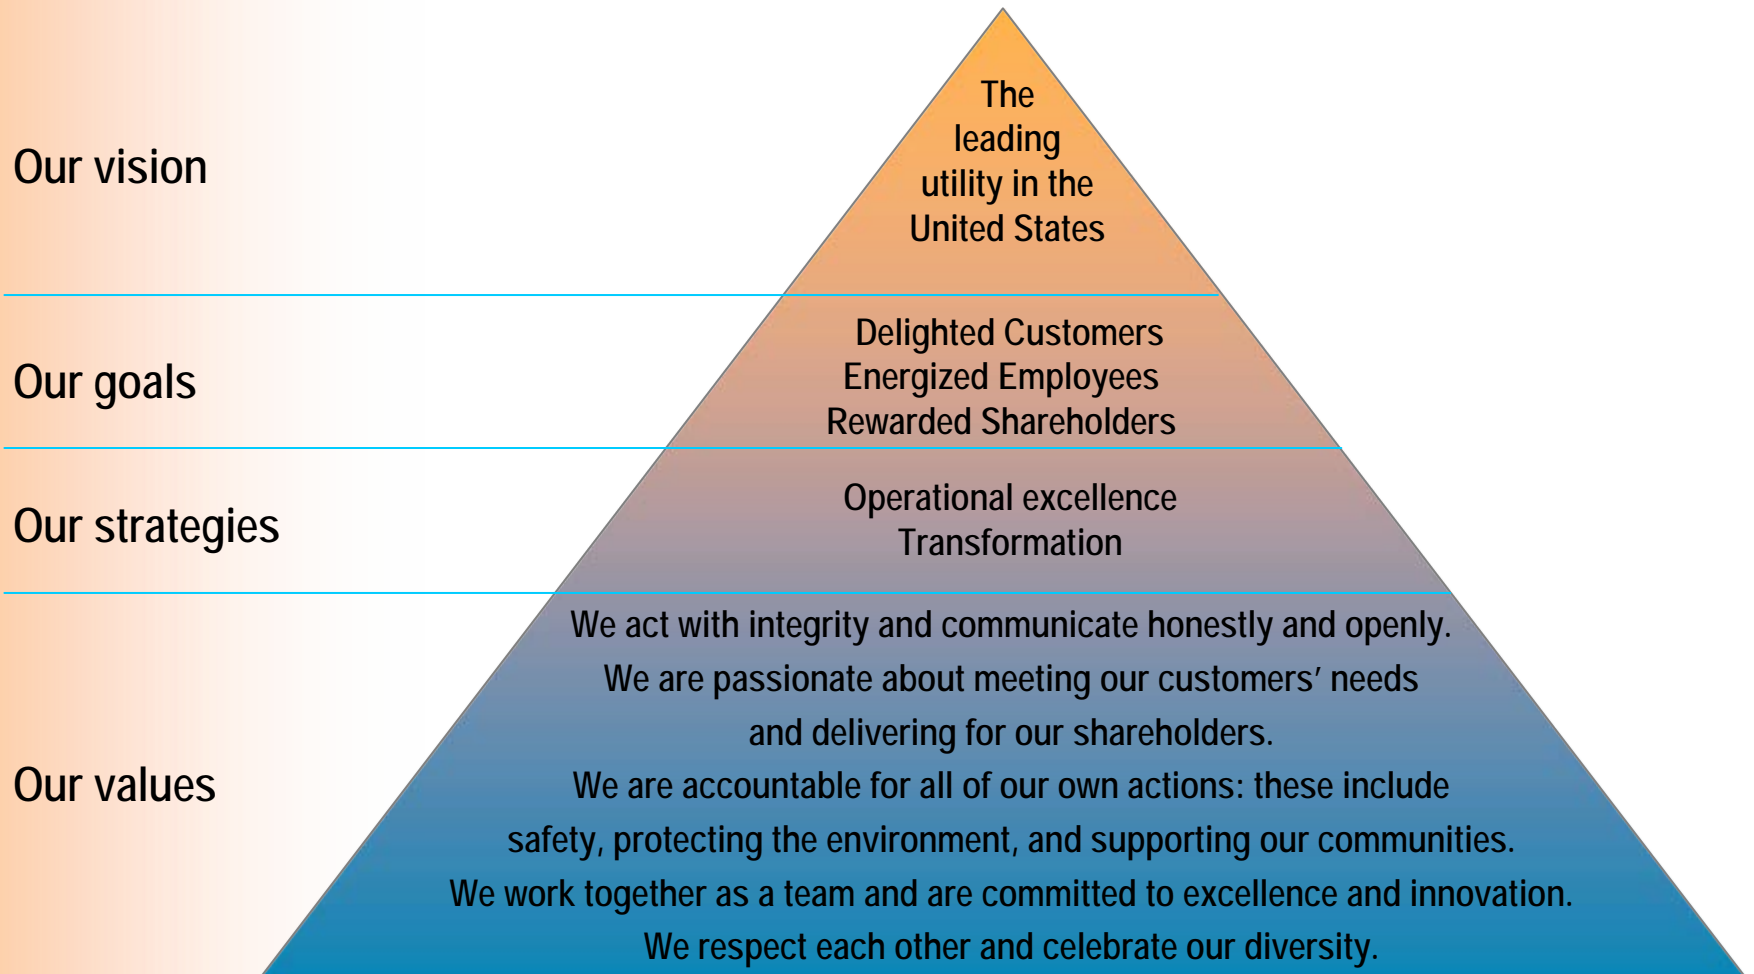 Our vision
The
leading
utility in the
United States
Our goals
Delighted Customers
Energized Employees
Rewarded Shareholders
Our strategies
Operational excellence
Transformation
Our values
We act with integrity and communicate honestly and openly.
We are passionate about meeting our customers’ needs
and delivering for our shareholders.
We are accountable for all of our own actions: these include
safety, protecting the environment, and supporting our communities.
We work together as a team and are committed to excellence and innovation.
We respect each other and celebrate our diversity.